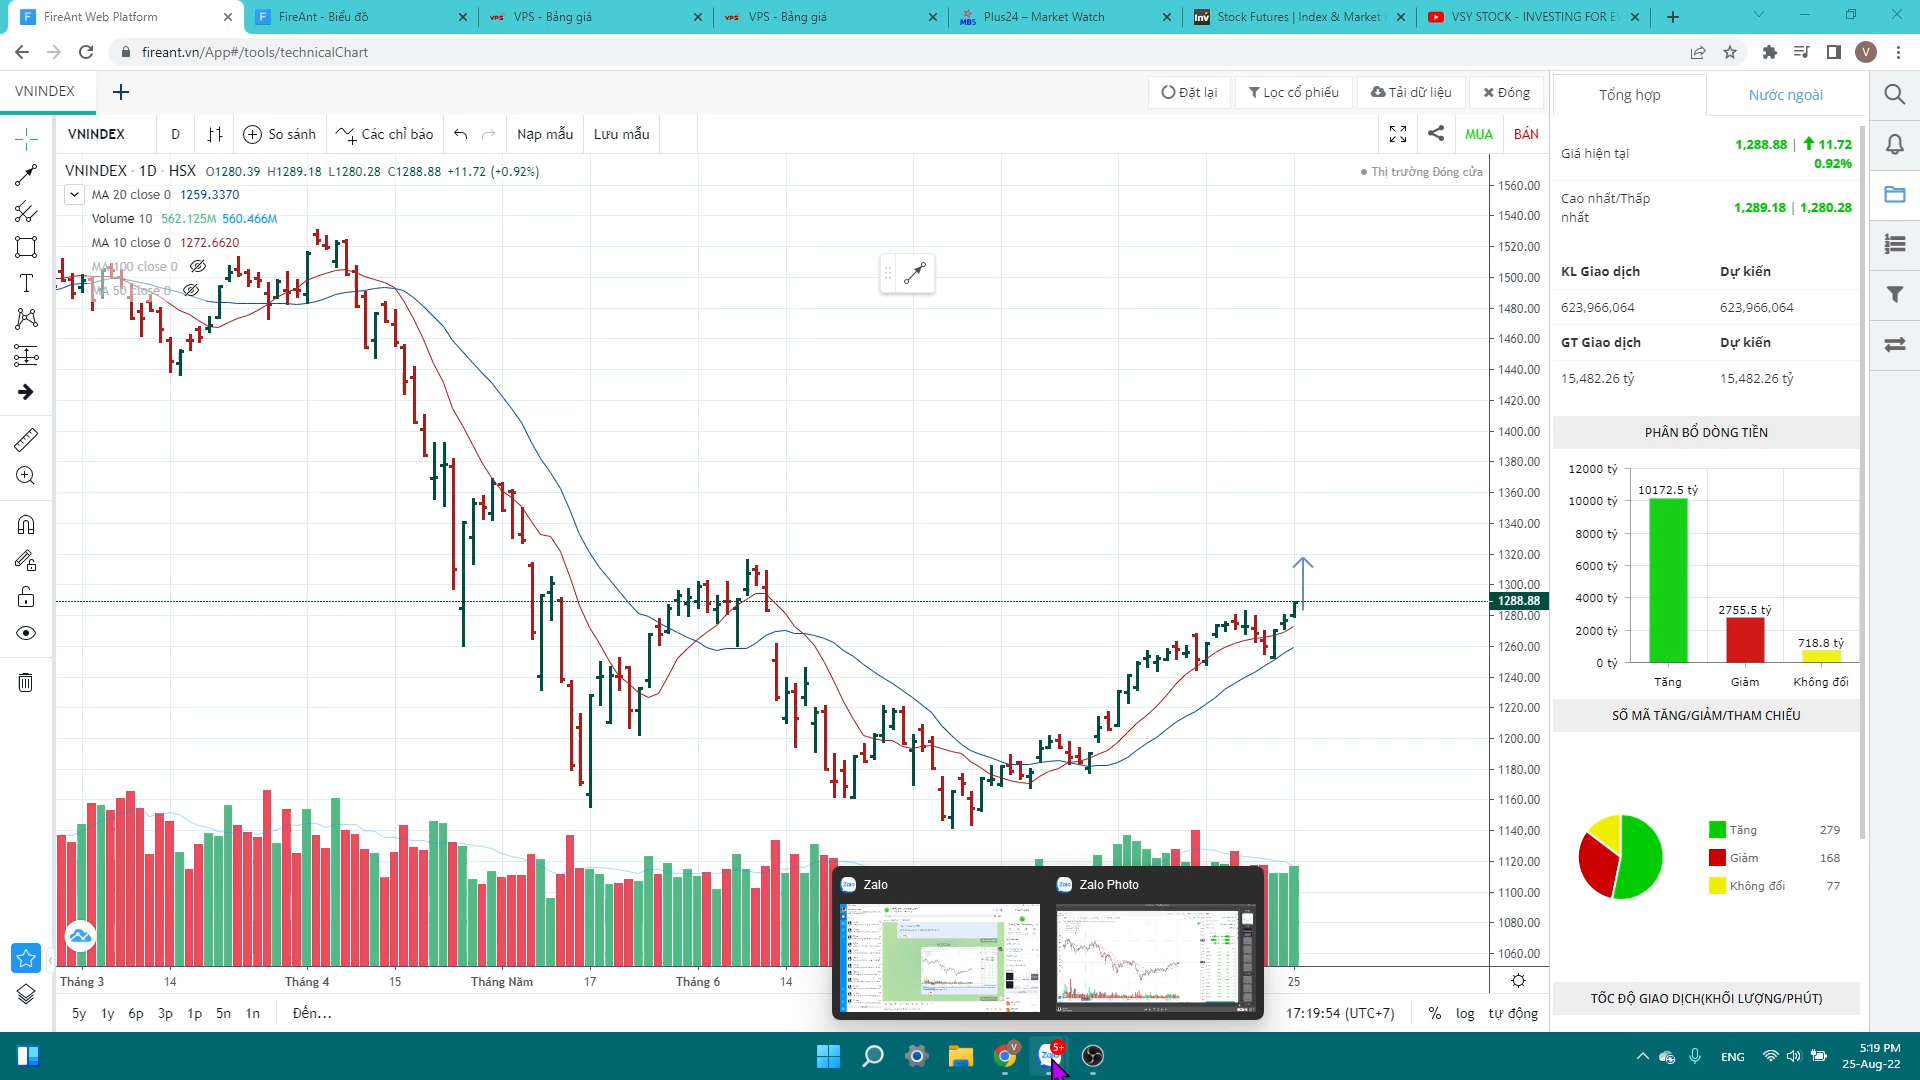 FireAnt Web Platform
FireAnt - Biểu đồ
VPS - Bảng giá
VPS - Bảng giá
Plus24 – Market Watch
Stock Futures | Index & Market
VSY STOCK - INVESTING FOR E
fireant.vn/App#/tools/technicalChart
VNINDEX
Đặt lại
Lọc cổ phiếu
Tải dữ liệu
Đóng
Tổng hợp
Nước ngoài
VNINDEX
D
So sánh
Các chỉ báo
Nạp mẫu
Lưu mẫu
MUA
BÁN
VNINDEX · 1D · HSX O1280.39 H1289.18 L1280.28 C1288.88 +11.72 (+0.92%)
Thị trường Đóng cửa
MA 20 close 0 1259.3370
Volume 10 562.125M 560.466M
MA 10 close 0 1272.6620
MA 100 close 0
MA 50 close 0
1560.00
1540.00
1520.00
1500.00
1480.00
1460.00
1440.00
1420.00
1400.00
1380.00
1360.00
1340.00
1320.00
1300.00
1288.88
1280.00
1260.00
1240.00
1220.00
1200.00
1180.00
1160.00
1140.00
1120.00
1100.00
1080.00
1060.00
Tháng 3
14
Tháng 4
15
Tháng Năm
17
Tháng 6
14
25
5y
1y
6p
3p
1p
5n
1n
Đến...
17:19:54 (UTC+7)
%
log
tự động
Giá hiện tại
1,288.88 | 11.72
0.92%
Cao nhất/Thấp nhất
1,289.18 | 1,280.28
KL Giao dịch
Dự kiến
623,966,064
623,966,064
GT Giao dịch
Dự kiến
15,482.26 tỷ
15,482.26 tỷ
PHÂN BỔ DÒNG TIỀN
12000 tỷ
10000 tỷ
8000 tỷ
6000 tỷ
4000 tỷ
2000 tỷ
0 tỷ
10172.5 tỷ
2755.5 tỷ
718.8 tỷ
Tăng
Giảm
Không đổi
SỐ MÃ TĂNG/GIẢM/THAM CHIẾU
Tăng 279
Giảm 168
Không đổi 77
TỐC ĐỘ GIAO DỊCH(KHỐI LƯỢNG/PHÚT)
Zalo
Zalo Photo
5+
ENG
5:19 PM
25-Aug-22